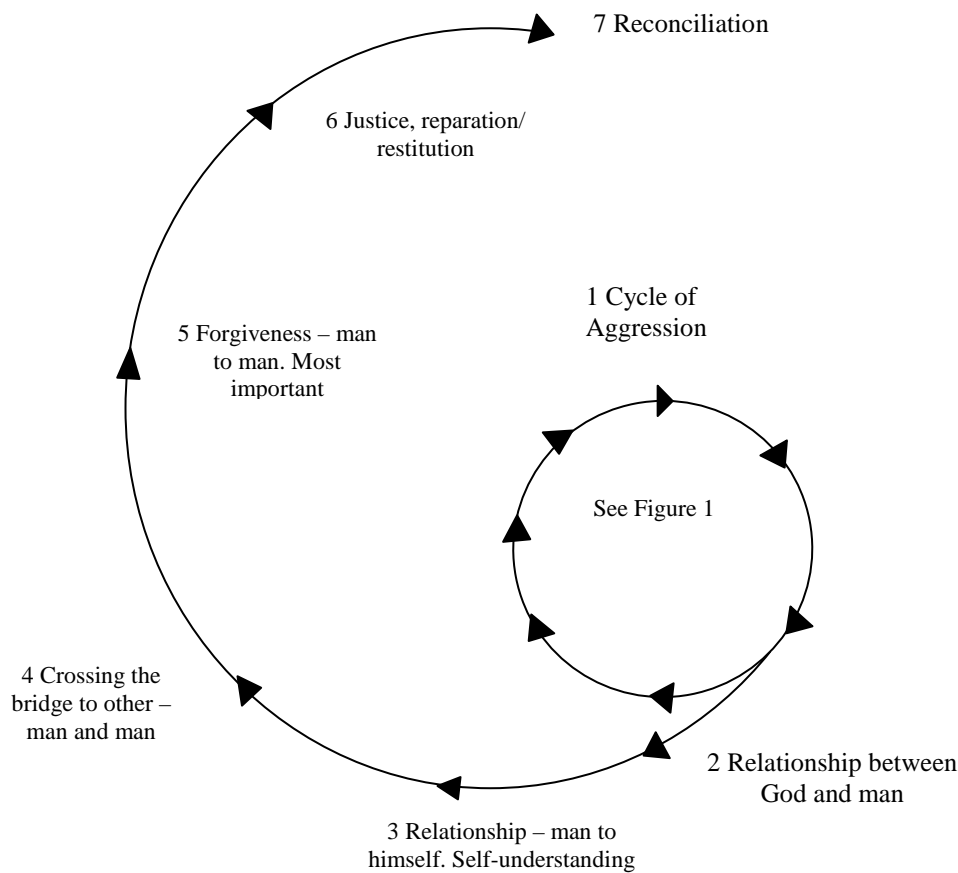 7 Reconciliation
6 Justice, reparation/
restitution
1 Cycle of
Aggression
5 Forgiveness – man
to man. Most
important
See Figure 1
4 Crossing the
bridge to other –
man and man
2 Relationship between
God and man
3 Relationship – man to
himself. Self-understanding